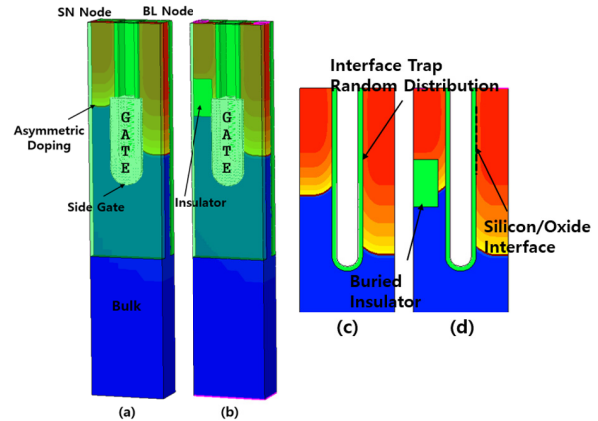 SN Node
BL Node
GATE
GATE
Asymmetric
Doping
Insulator
Side Gate
Bulk
(a)
(b)
Interface Trap
Random Distribution
Silicon/Oxide
Interface
Buried
Insulator
(c)
(d)